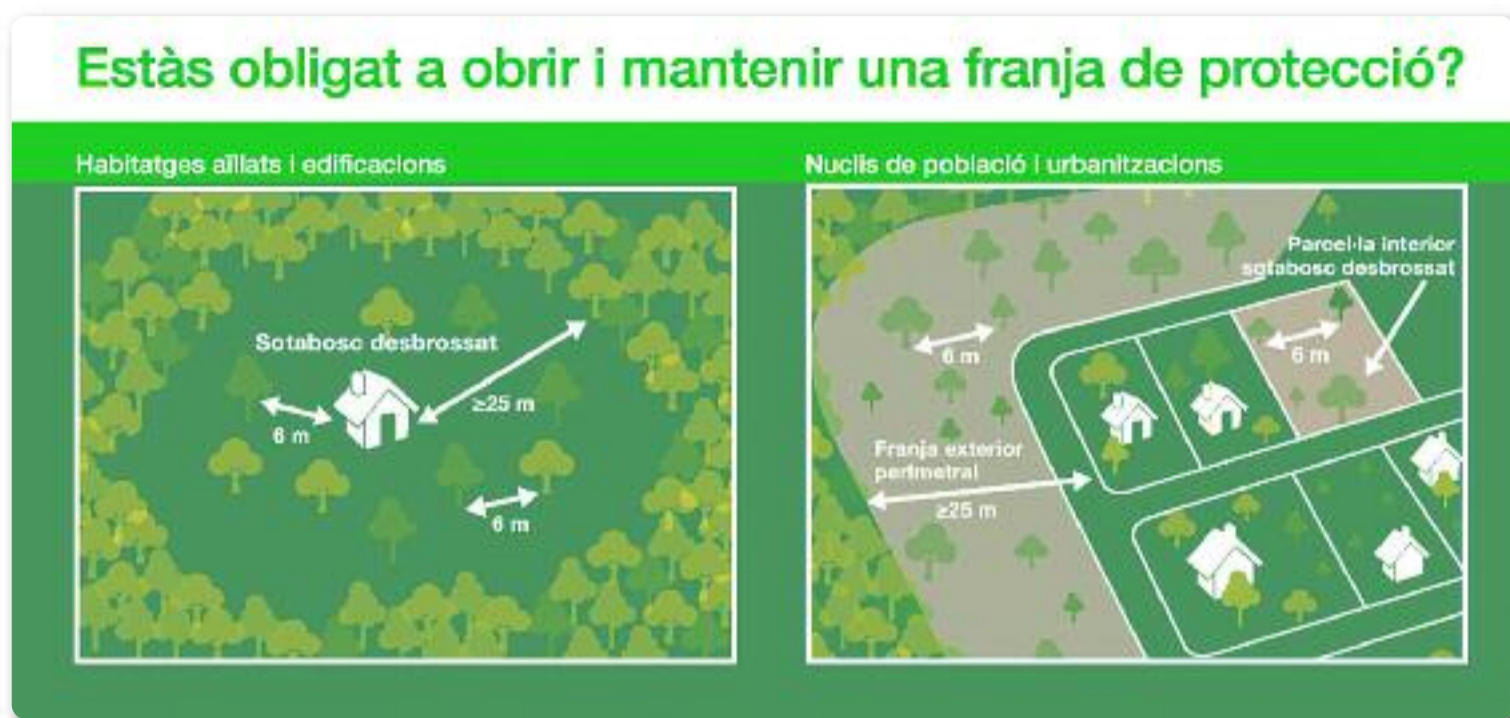 Estàs obligat a obrir i mantenir una franja de protecció?
Habitatges aïllats i edificacions
Sotabosc desbrossat
≥25 m
6 m
6 m
Nuclis de població i urbanitzacions
Parcel·la interior
sotabosc desbrossat
6 m
6 m
Franja exterior
perimetral
≥25 m